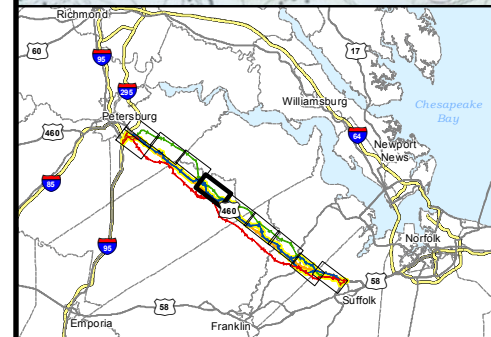 Richmond
60
95
17
295
Williamsburg
Chesapeake
Bay
Petersburg
460
64
Newport
News
85
460
95
Norfolk
58
Suffolk
58
Emporia
Franklin